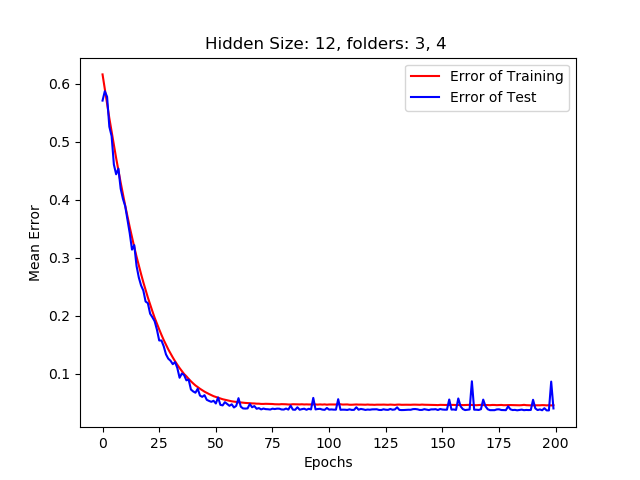 Hidden Size: 12, folders: 3, 4
Error of Training
Error of Test
Mean Error
0.6
0.5
0.4
0.3
0.2
0.1
0 25 50 75 100 125 150 175 200
Epochs